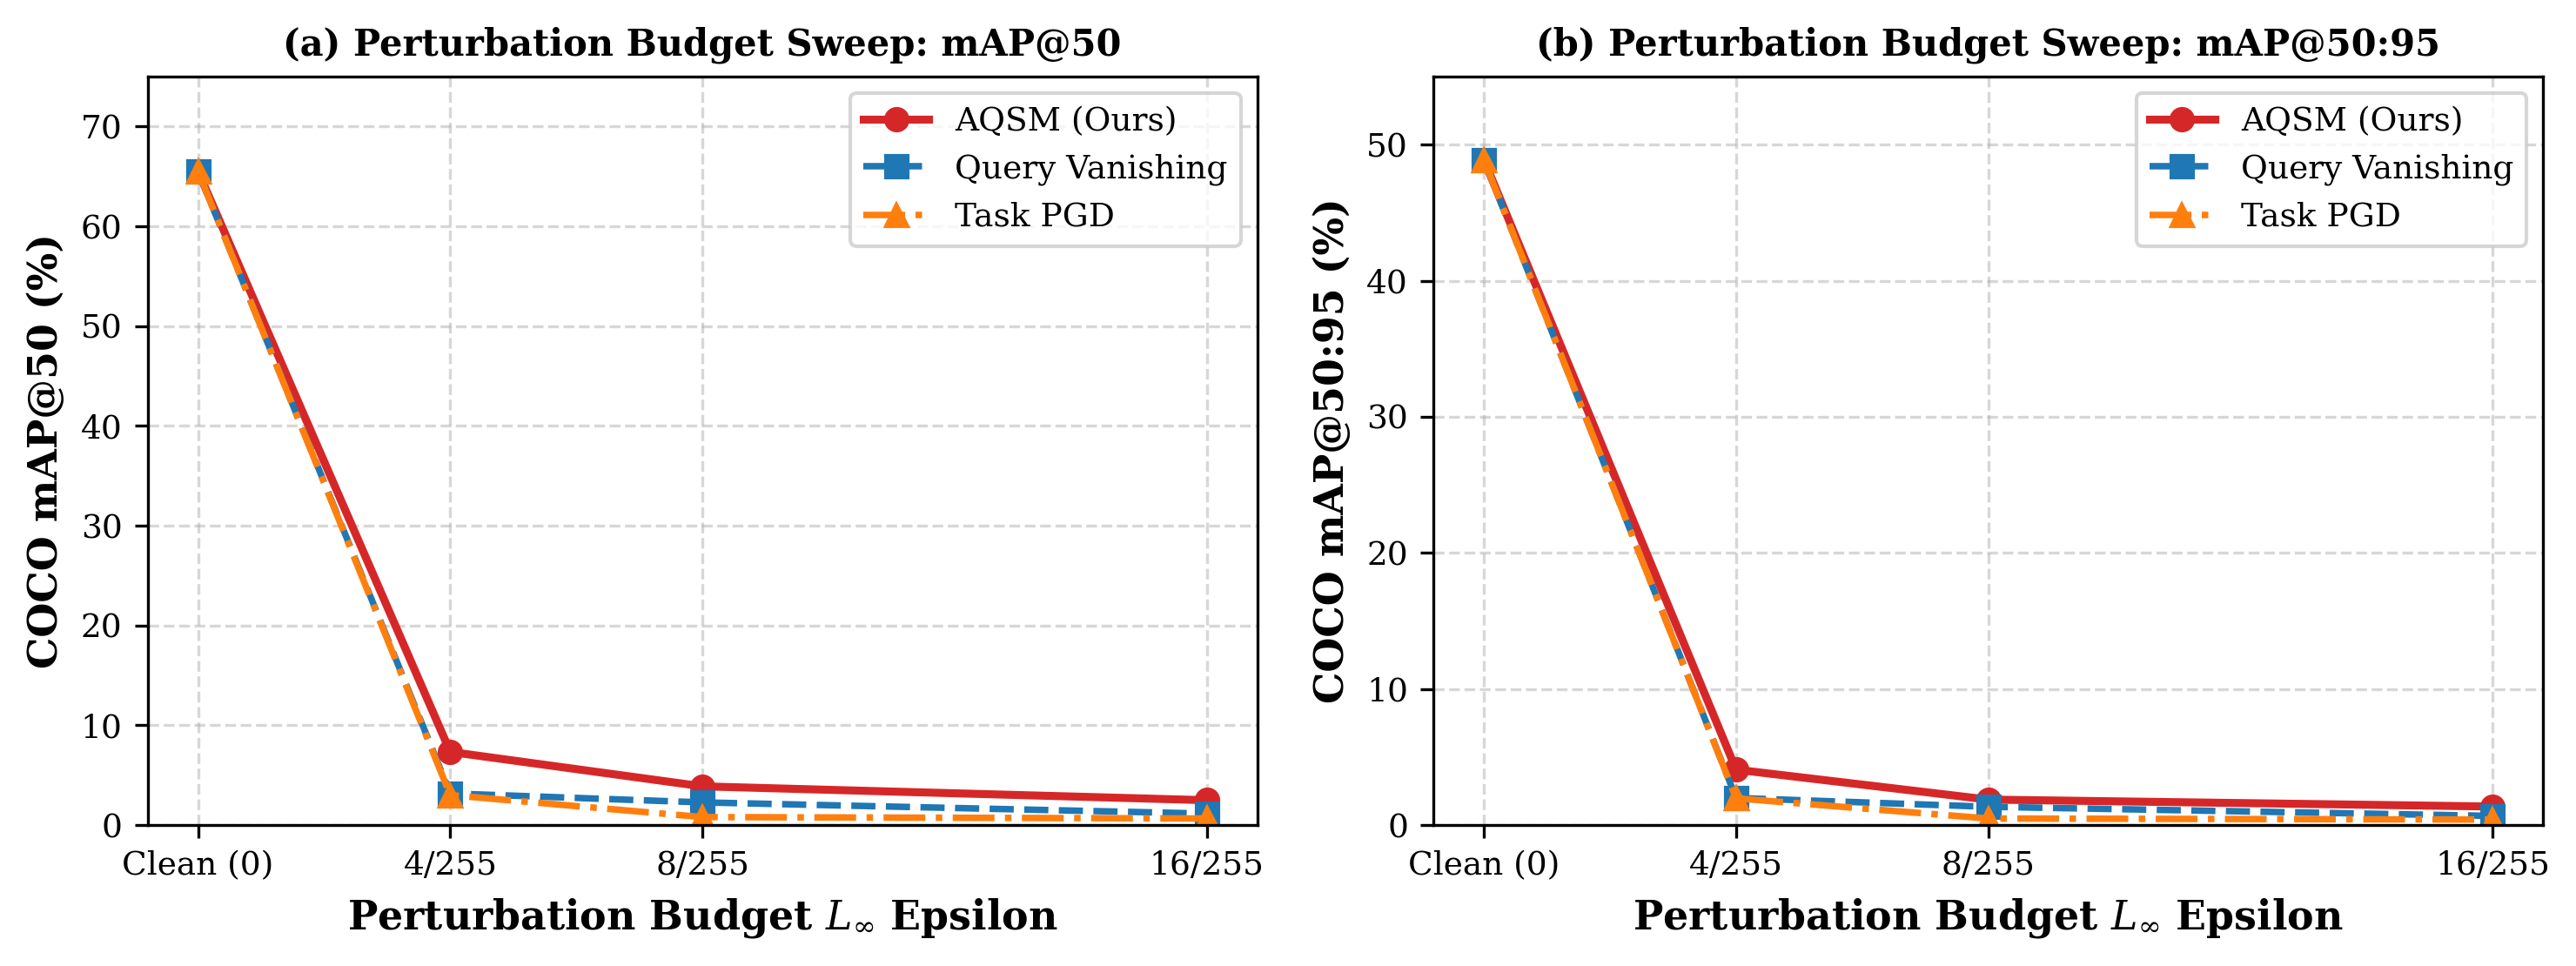 (a) Perturbation Budget Sweep: mAP@50
COCO mAP@50 (%)
70
60
50
40
30
20
10
0
AQSM (Ours)
Query Vanishing
Task PGD
Clean (0)
4/255
8/255
16/255
Perturbation Budget L∞ Epsilon
(b) Perturbation Budget Sweep: mAP@50:95
COCO mAP@50:95 (%)
50
40
30
20
10
0
AQSM (Ours)
Query Vanishing
Task PGD
Clean (0)
4/255
8/255
16/255
Perturbation Budget L∞ Epsilon